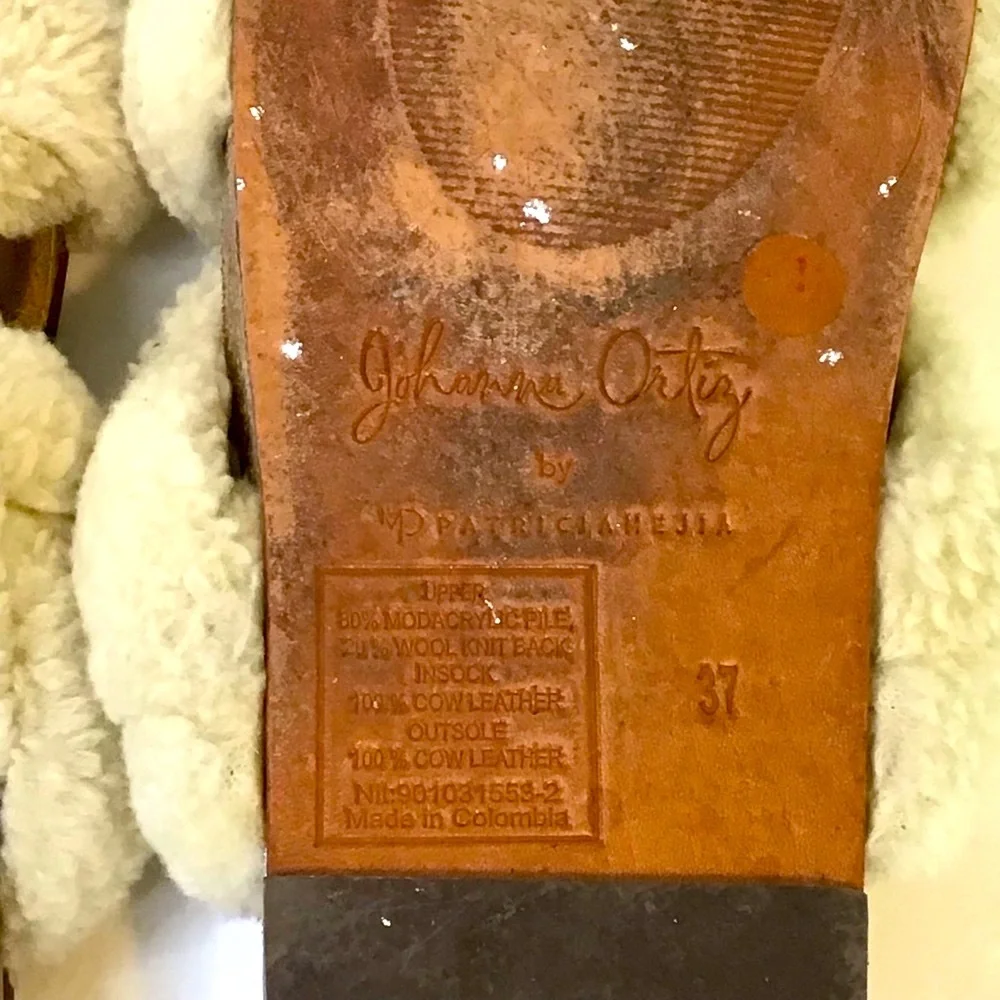 Johanna Ortiz
by
MP PATRICIAMEJIA
UPPER
80% MODACRYLIC PILE,
20% WOOL KNIT BACK
INSOCK
100 % COW LEATHER
OUTSOLE
100 % COW LEATHER
Nit:901031553-2
Made in Colombia
37